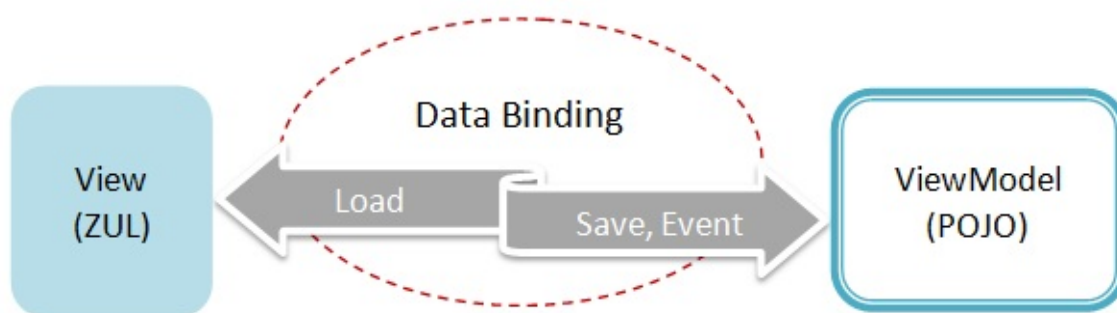 Data Binding
View
(ZUL)
Load
Save, Event
ViewModel
(POJO)